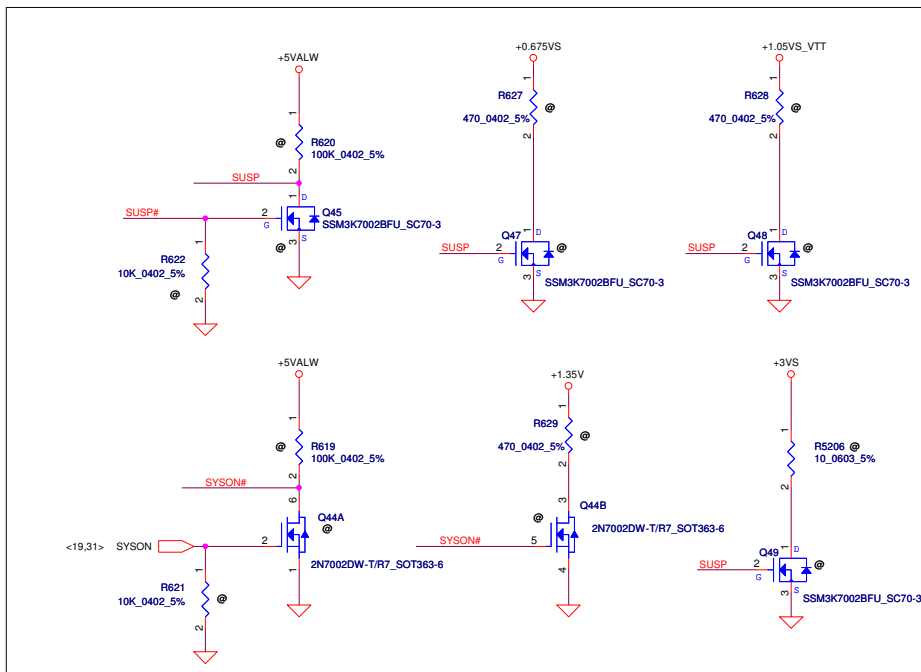 +5VALW
1
@
R620
100K_0402_5%
2
SUSP
1
D
SUSP#
2
G
Q45
SSM3K7002BFU_SC70-3
3
S
@
1
R622
10K_0402_5%
@
2
+0.675VS
1
R627
@
470_0402_5%
2
1
D
Q47
SUSP
2
G
@
3
S
SSM3K7002BFU_SC70-3
+1.05VS_VTT
1
R628
@
470_0402_5%
2
1
D
Q48
SUSP
2
G
@
3
S
SSM3K7002BFU_SC70-3
+5VALW
1
@
R619
100K_0402_5%
2
SYSON#
6
Q44A
@
<19,31>
SYSON
2
2N7002DW-T/R7_SOT363-6
1
1
R621
@
10K_0402_5%
2
+1.35V
1
R629
@
470_0402_5%
2
3
Q44B
@
2N7002DW-T/R7_SOT363-6
SYSON#
5
4
+3VS
1
R5206 @
10_0603_5%
2
1
D
Q49
SUSP
2
G
@
3
S
SSM3K7002BFU_SC70-3